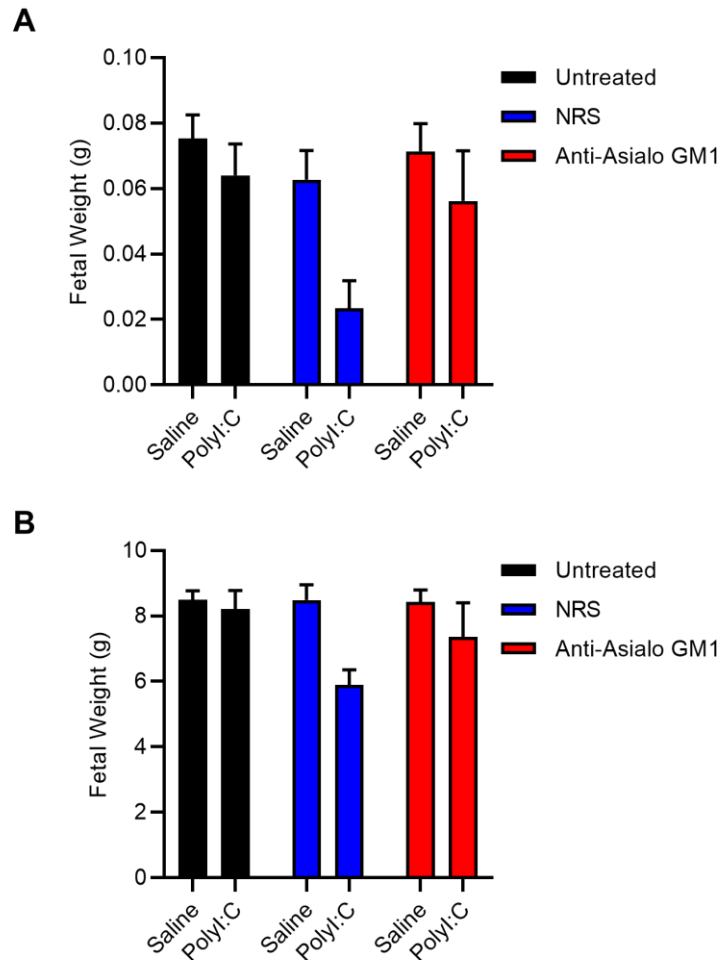 A
Fetal Weight (g)
0.10
0.08
0.06
0.04
0.02
0.00
Saline
PolyI:C
Saline
PolyI:C
Saline
PolyI:C
Untreated
NRS
Anti-Asialo GM1
B
Fetal Weight (g)
10
8
6
4
2
0
Saline
PolyI:C
Saline
PolyI:C
Saline
PolyI:C
Untreated
NRS
Anti-Asialo GM1